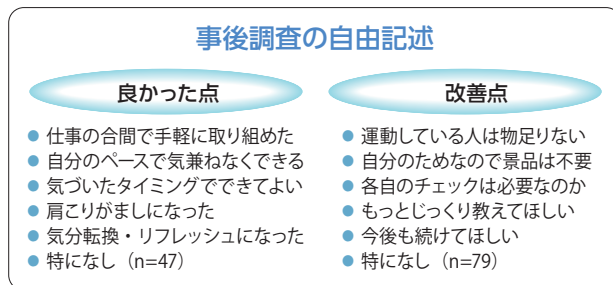 事後調査の自由記述
良かった点
● 仕事の合間で手軽に取り組めた
● 自分のペースで気兼ねなくできる
● 気づいたタイミングでできてよい
● 肩こりがましになった
● 気分転換・リフレッシュになった
● 特になし（n=47）
改善点
● 運動している人は物足りない
● 自分のためなので景品は不要
● 各自のチェックは必要なのか
● もっとじっくり教えてほしい
● 今後も続けてほしい
● 特になし（n=79）